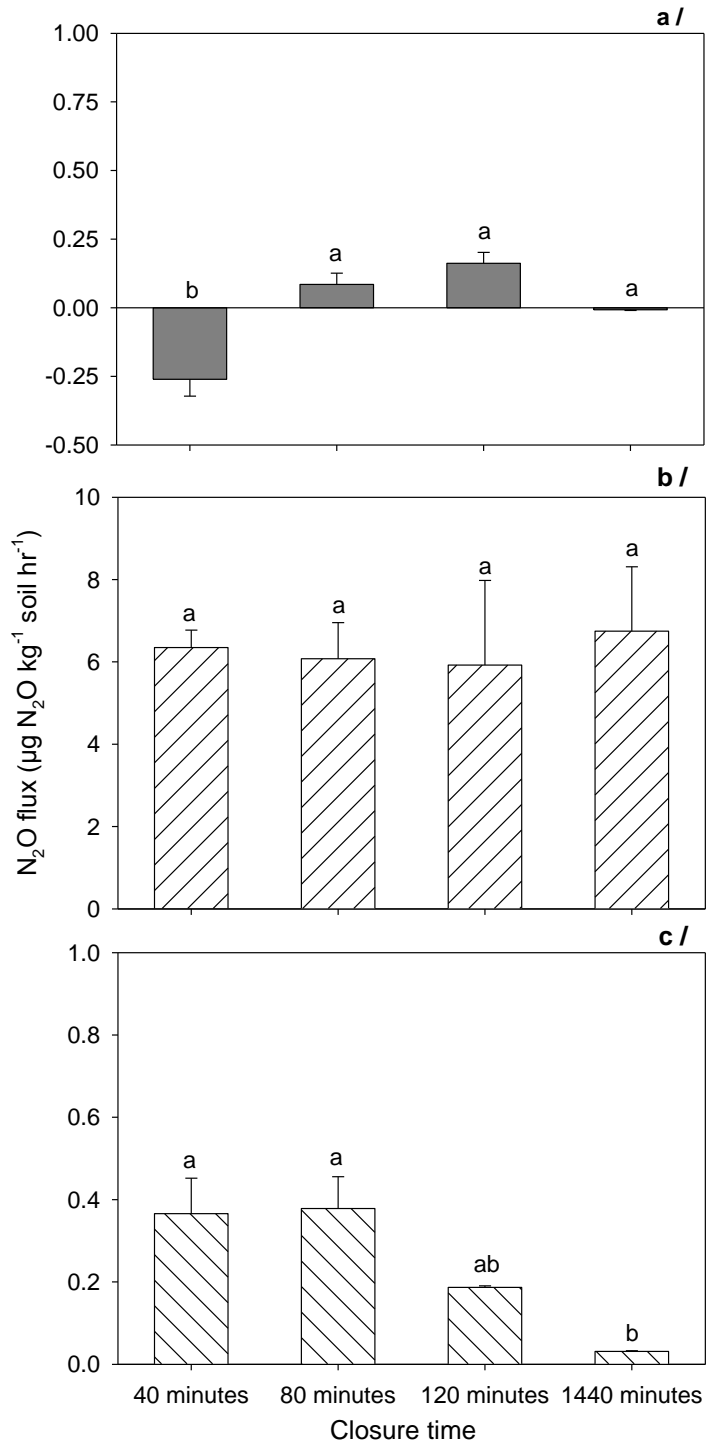 a /
1.00
0.75
0.50
0.25
0.00
-0.25
-0.50
b
a
a
a
b /
10
8
6
4
2
0
a
a
a
a
N₂O flux (µg N₂O kg⁻¹ soil hr⁻¹)
c /
1.0
0.8
0.6
0.4
0.2
0.0
a
a
ab
b
40 minutes 80 minutes 120 minutes 1440 minutes
Closure time